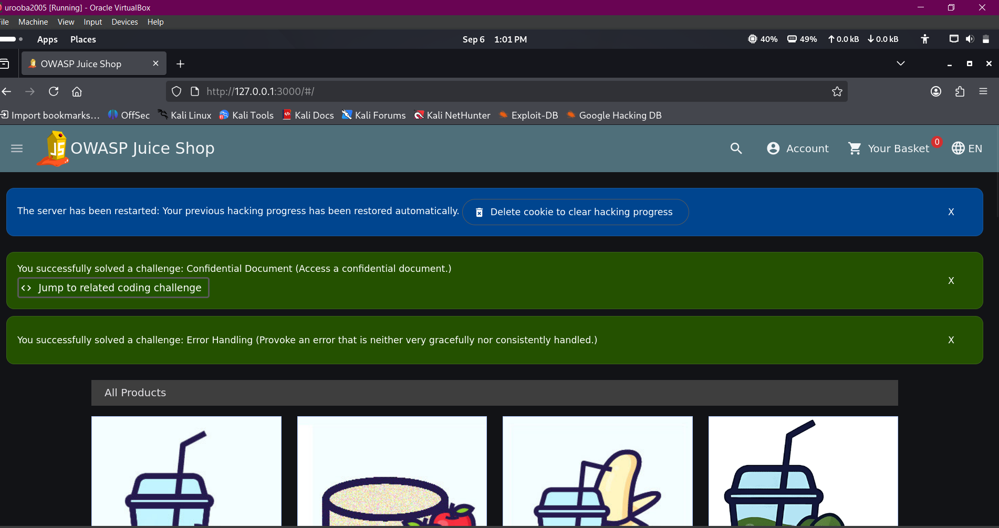 urooba2005 [Running] - Oracle VirtualBox
File Machine View Input Devices Help
Apps Places Sep 6 1:01 PM 40% 49% 0.0 kB 0.0 kB
OWASP Juice Shop
http://127.0.0.1:3000/#/
Import bookmarks... OffSec Kali Linux Kali Tools Kali Docs Kali Forums Kali NetHunter Exploit-DB Google Hacking DB
JS OWASP Juice Shop Account Your Basket 0 EN
The server has been restarted: Your previous hacking progress has been restored automatically. Delete cookie to clear hacking progress X
You successfully solved a challenge: Confidential Document (Access a confidential document.)
Jump to related coding challenge X
You successfully solved a challenge: Error Handling (Provoke an error that is neither very gracefully nor consistently handled.) X
All Products